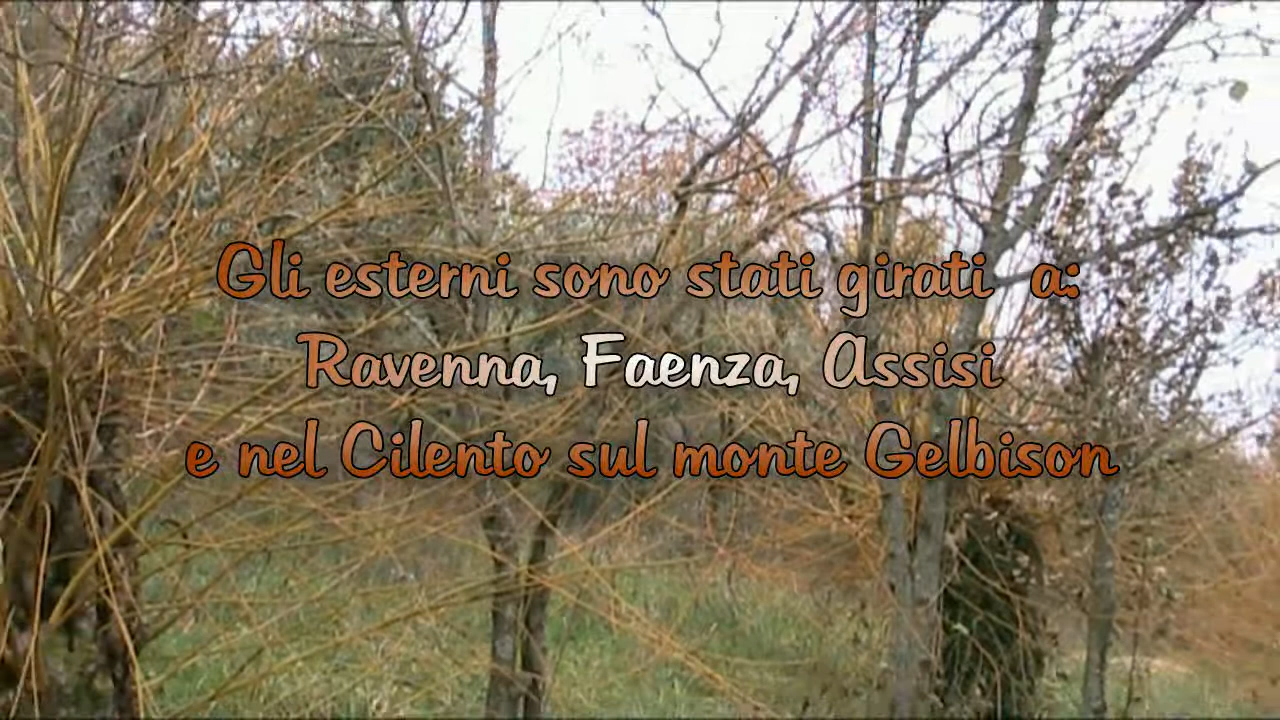 Gli esterni sono stati girati a:
Ravenna, Faenza, Assisi
e nel Cilento sul monte Gelbison